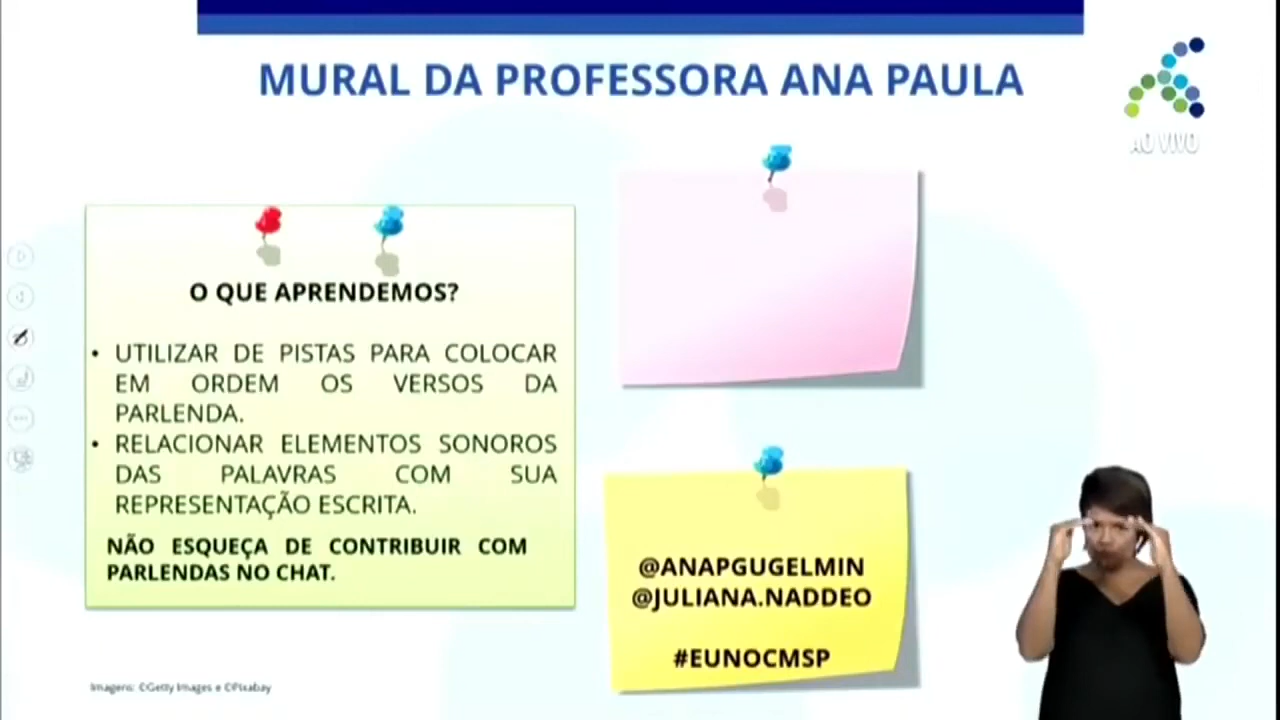 MURAL DA PROFESSORA ANA PAULA
AO VIVO
O QUE APRENDEMOS?
• UTILIZAR DE PISTAS PARA COLOCAR
EM ORDEM OS VERSOS DA
PARLENDA.
• RELACIONAR ELEMENTOS SONOROS
DAS PALAVRAS COM SUA
REPRESENTAÇÃO ESCRITA.
NÃO ESQUEÇA DE CONTRIBUIR COM
PARLENDAS NO CHAT.
@ANAPGUGELMIN
@JULIANA.NADDEO
#EUNOCMSP
Imagens: ©Getty Images e ©Pixabay